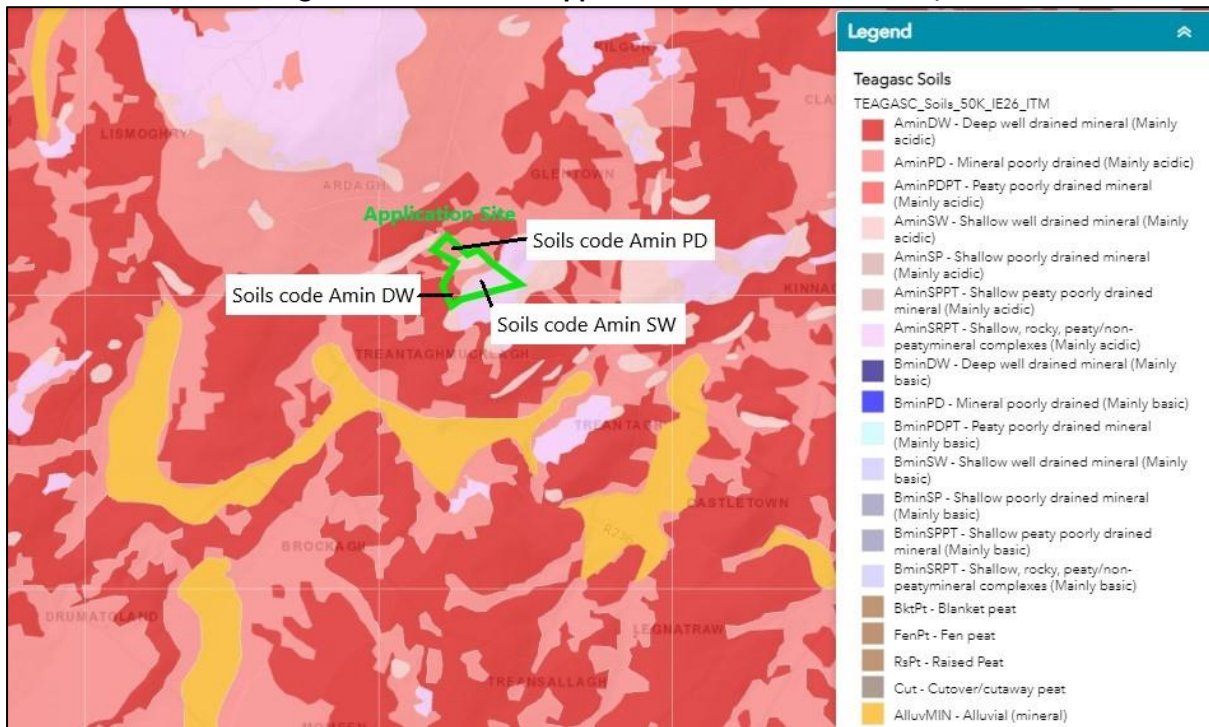 KILGOR
LISMOGHRY
ARDAGH
GLENTOWN
Application Site
Soils code Amin PD
Soils code Amin DW
Soils code Amin SW
TREANTAGHMUCKLAGH
TREANTAGH
CASTLETOWN
R236
BROCKAGH
DRUMATOLAND
LEGNATRAW
TREANSALLAGH
Legend
Teagasc Soils
TEAGASC_Soils_50K_IE26_ITM
AminDW - Deep well drained mineral (Mainly
acidic)
AminPD - Mineral poorly drained (Mainly acidic)
AminPDPT - Peaty poorly drained mineral
(Mainly acidic)
AminSW - Shallow well drained mineral (Mainly
acidic)
AminSP - Shallow poorly drained mineral
(Mainly acidic)
AminSPPT - Shallow peaty poorly drained
mineral (Mainly acidic)
AminSRPT - Shallow, rocky, peaty/non-
peatymineral complexes (Mainly acidic)
BminDW - Deep well drained mineral (Mainly
basic)
BminPD - Mineral poorly drained (Mainly basic)
BminPDPT - Peaty poorly drained mineral
(Mainly basic)
BminSW - Shallow well drained mineral (Mainly
basic)
BminSP - Shallow poorly drained mineral
(Mainly basic)
BminSPPT - Shallow peaty poorly drained
mineral (Mainly basic)
BminSRPT - Shallow, rocky, peaty/non-
peatymineral complexes (Mainly basic)
BktPt - Blanket peat
FenPt - Fen peat
RsPt - Raised Peat
Cut - Cutover/cutaway peat
AlluvMIN - Alluvial (mineral)